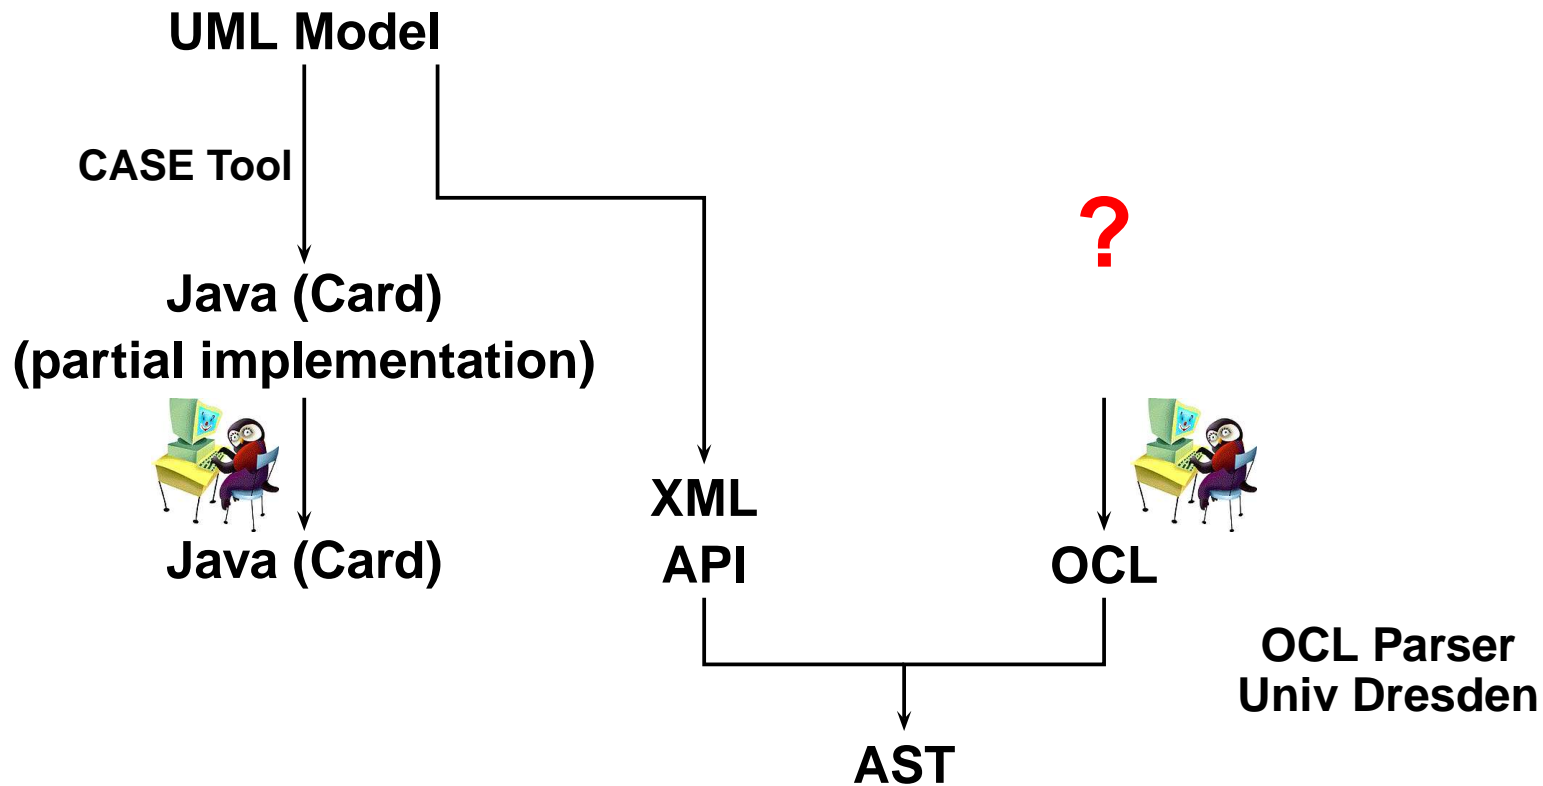 UML Model
CASE Tool
?
Java (Card)
(partial implementation)
XML
API
Java (Card)
OCL
OCL Parser
Univ Dresden
AST